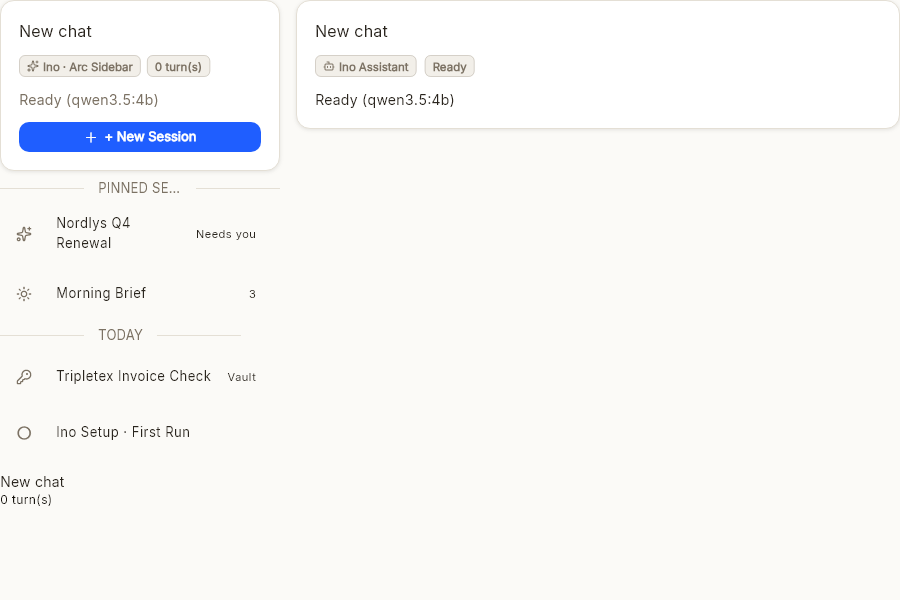 New chat
Ino · Arc Sidebar 0 turn(s)
Ready (qwen3.5:4b)
+ New Session
PINNED SE...
Nordlys Q4
Renewal
Needs you
Morning Brief 3
TODAY
Tripletex Invoice Check Vault
Ino Setup · First Run
New chat
0 turn(s)
New chat
Ino Assistant Ready
Ready (qwen3.5:4b)